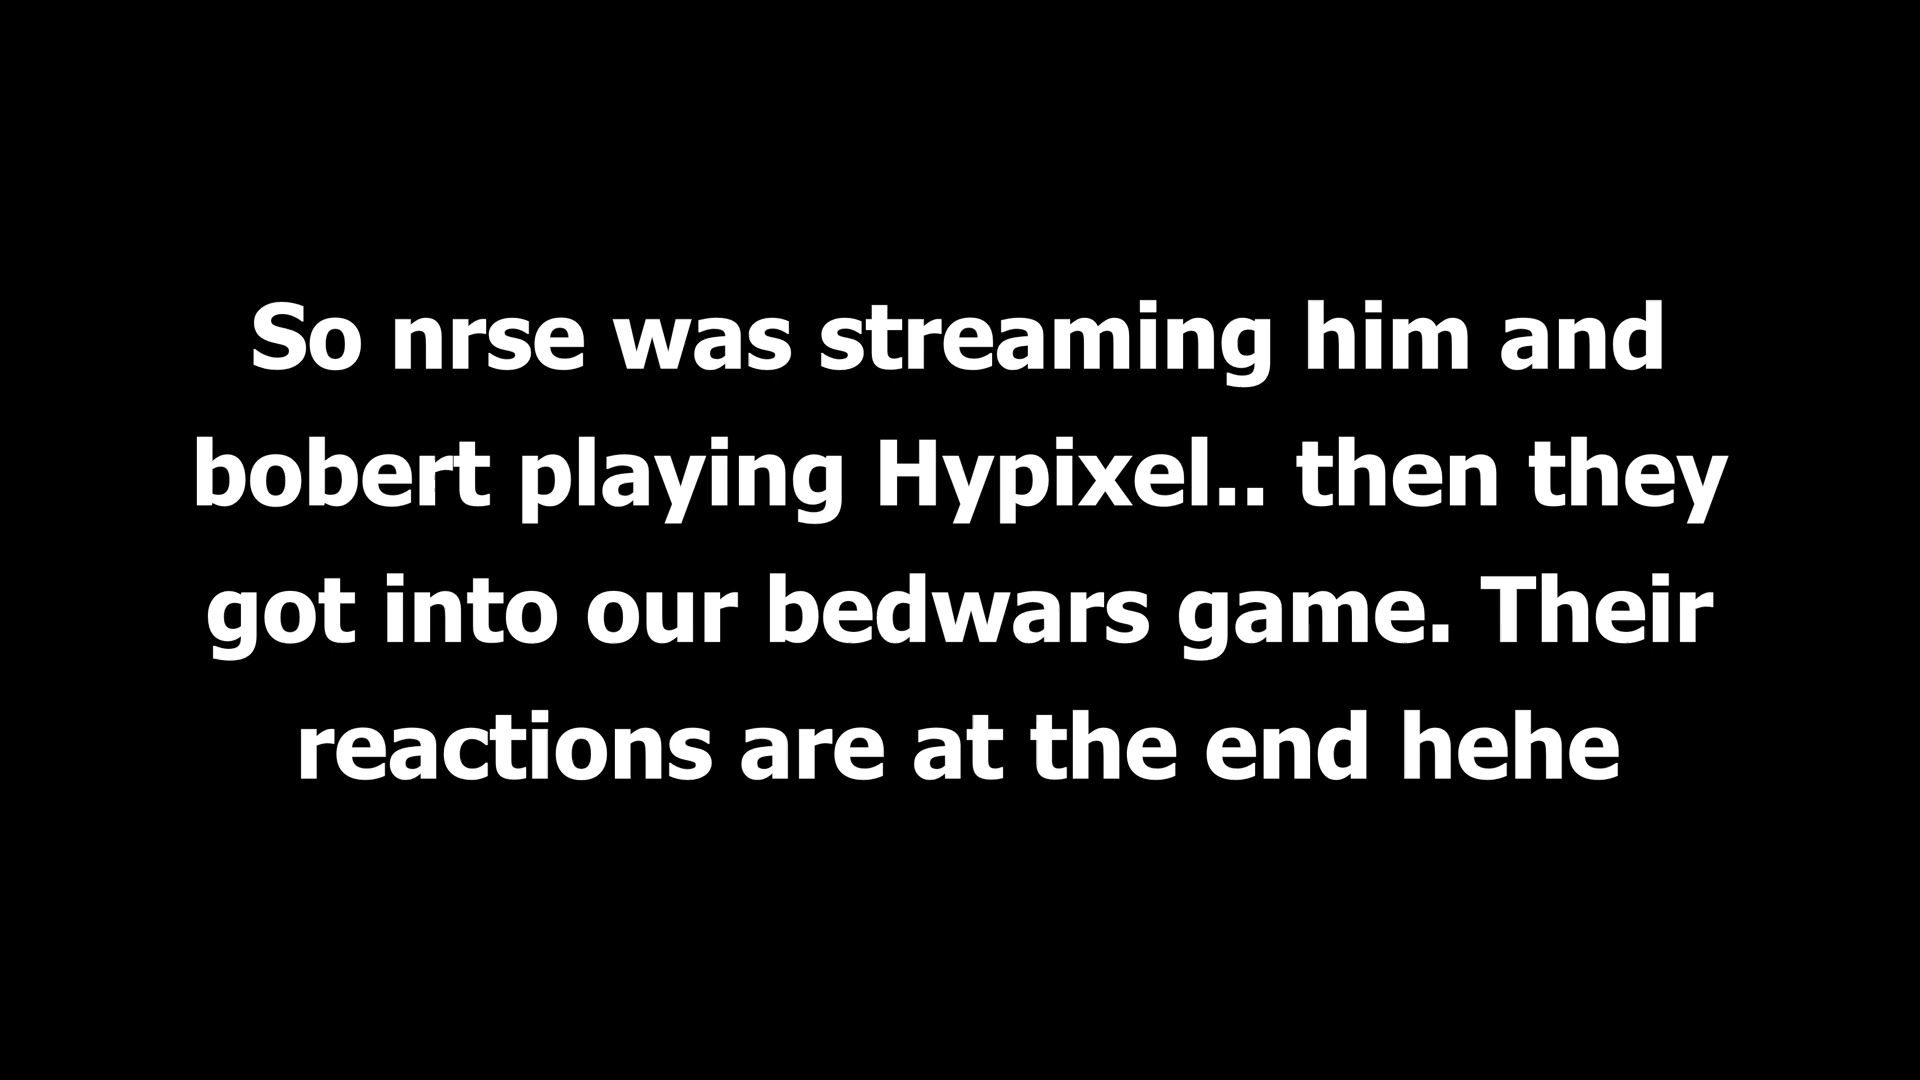 So nrse was streaming him and
bobert playing Hypixel.. then they
got into our bedwars game. Their
reactions are at the end hehe